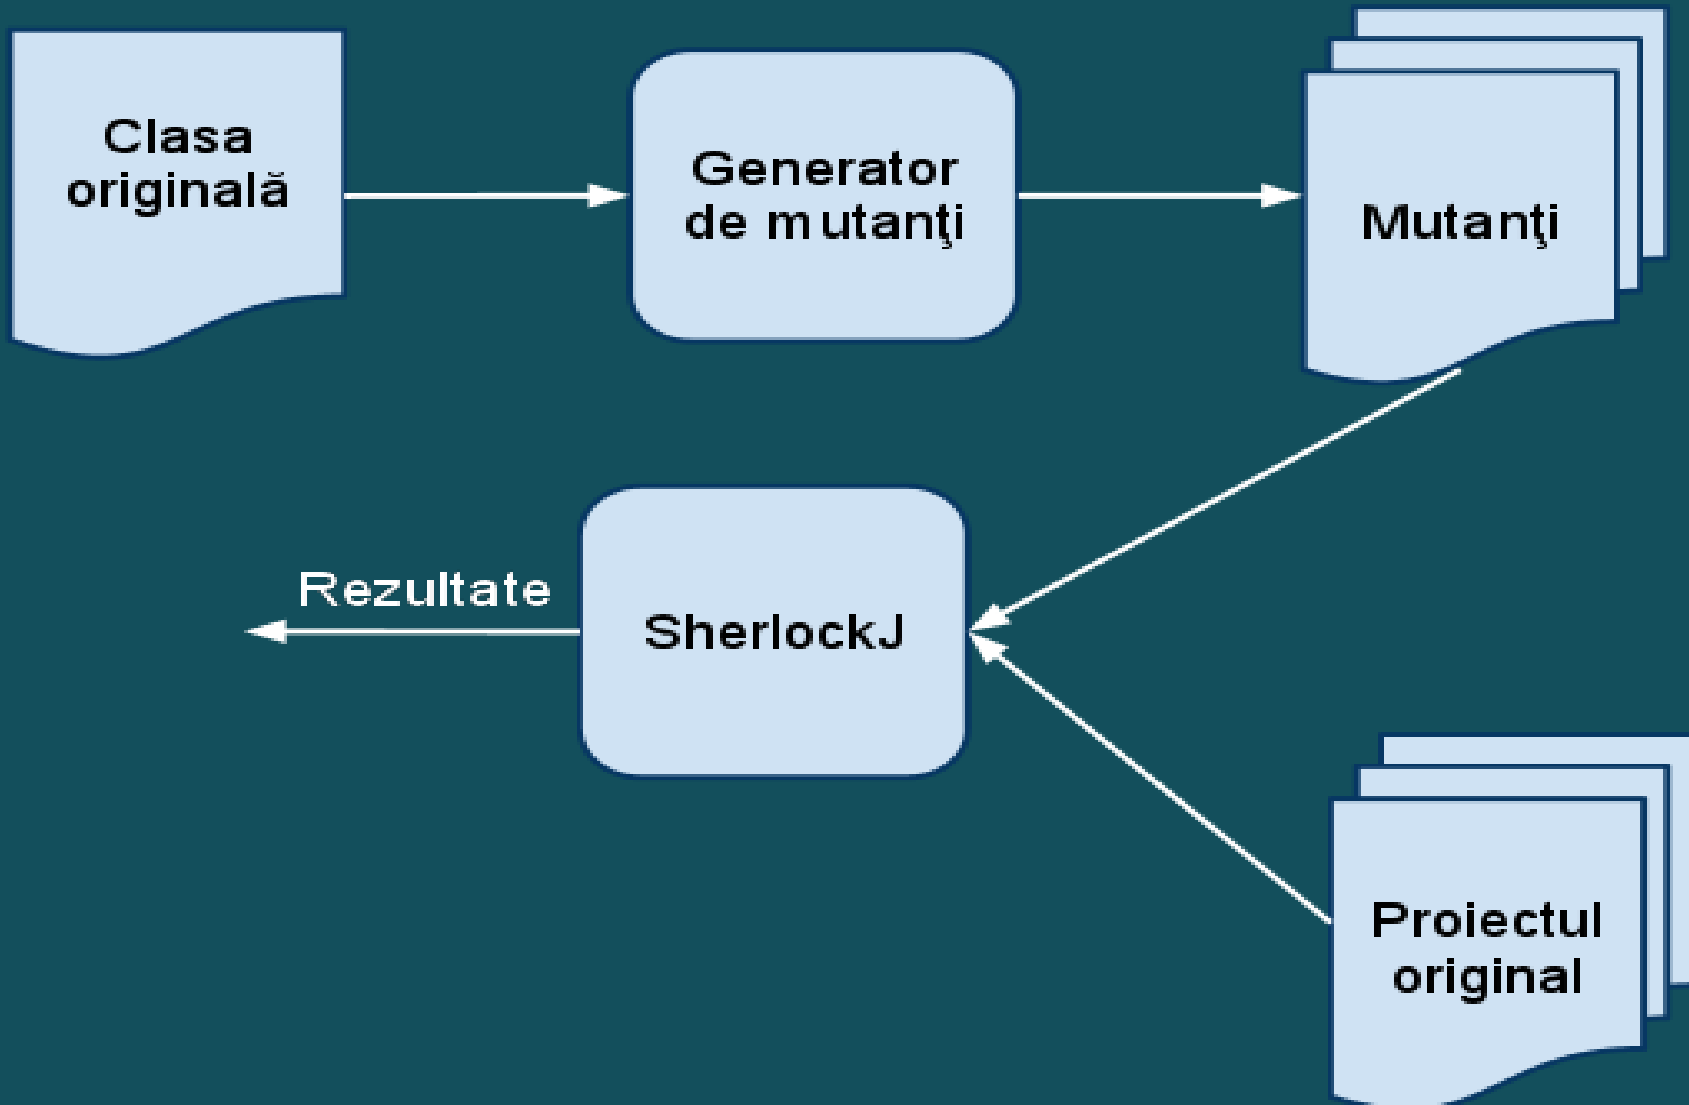 Clasa
originală
Generator
de mutanţi
Mutanţi
Rezultate
SherlockJ
Proiectul
original